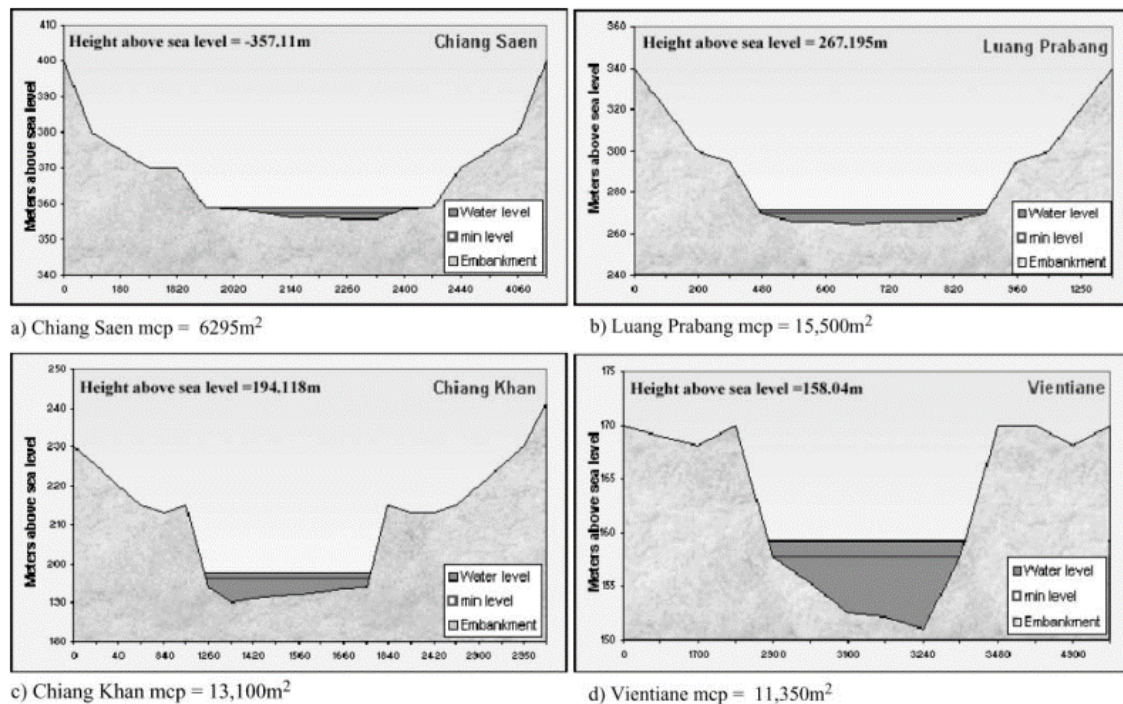 Height above sea level = -357.11m
Chiang Saen
Meters above sea level
410
400
390
380
370
360
350
340
0 180 1820 2020 2140 2260 2400 2440 4060
Water level
min level
Embankment
a) Chiang Saen mcp = 6295m²
Height above sea level = 267.195m
Luang Prabang
Meters above sea level
360
340
320
300
280
260
240
0 200 480 600 720 820 960 1250
Water level
min level
Embankment
b) Luang Prabang mcp = 15,500m²
Height above sea level =194.118m
Chiang Khan
Meters above sea level
250
240
230
220
210
200
180
0 40 840 1260 1420 1560 1660 1840 2420 2900
Water level
min level
Embankment
c) Chiang Khan mcp = 13,100m²
Height above sea level =158.04m
Vientiane
Meters above sea level
175
170
165
160
155
150
0 1700 2900 3900 3240 3480 4900
Water level
min level
Embankment
d) Vientiane mcp = 11,350m²